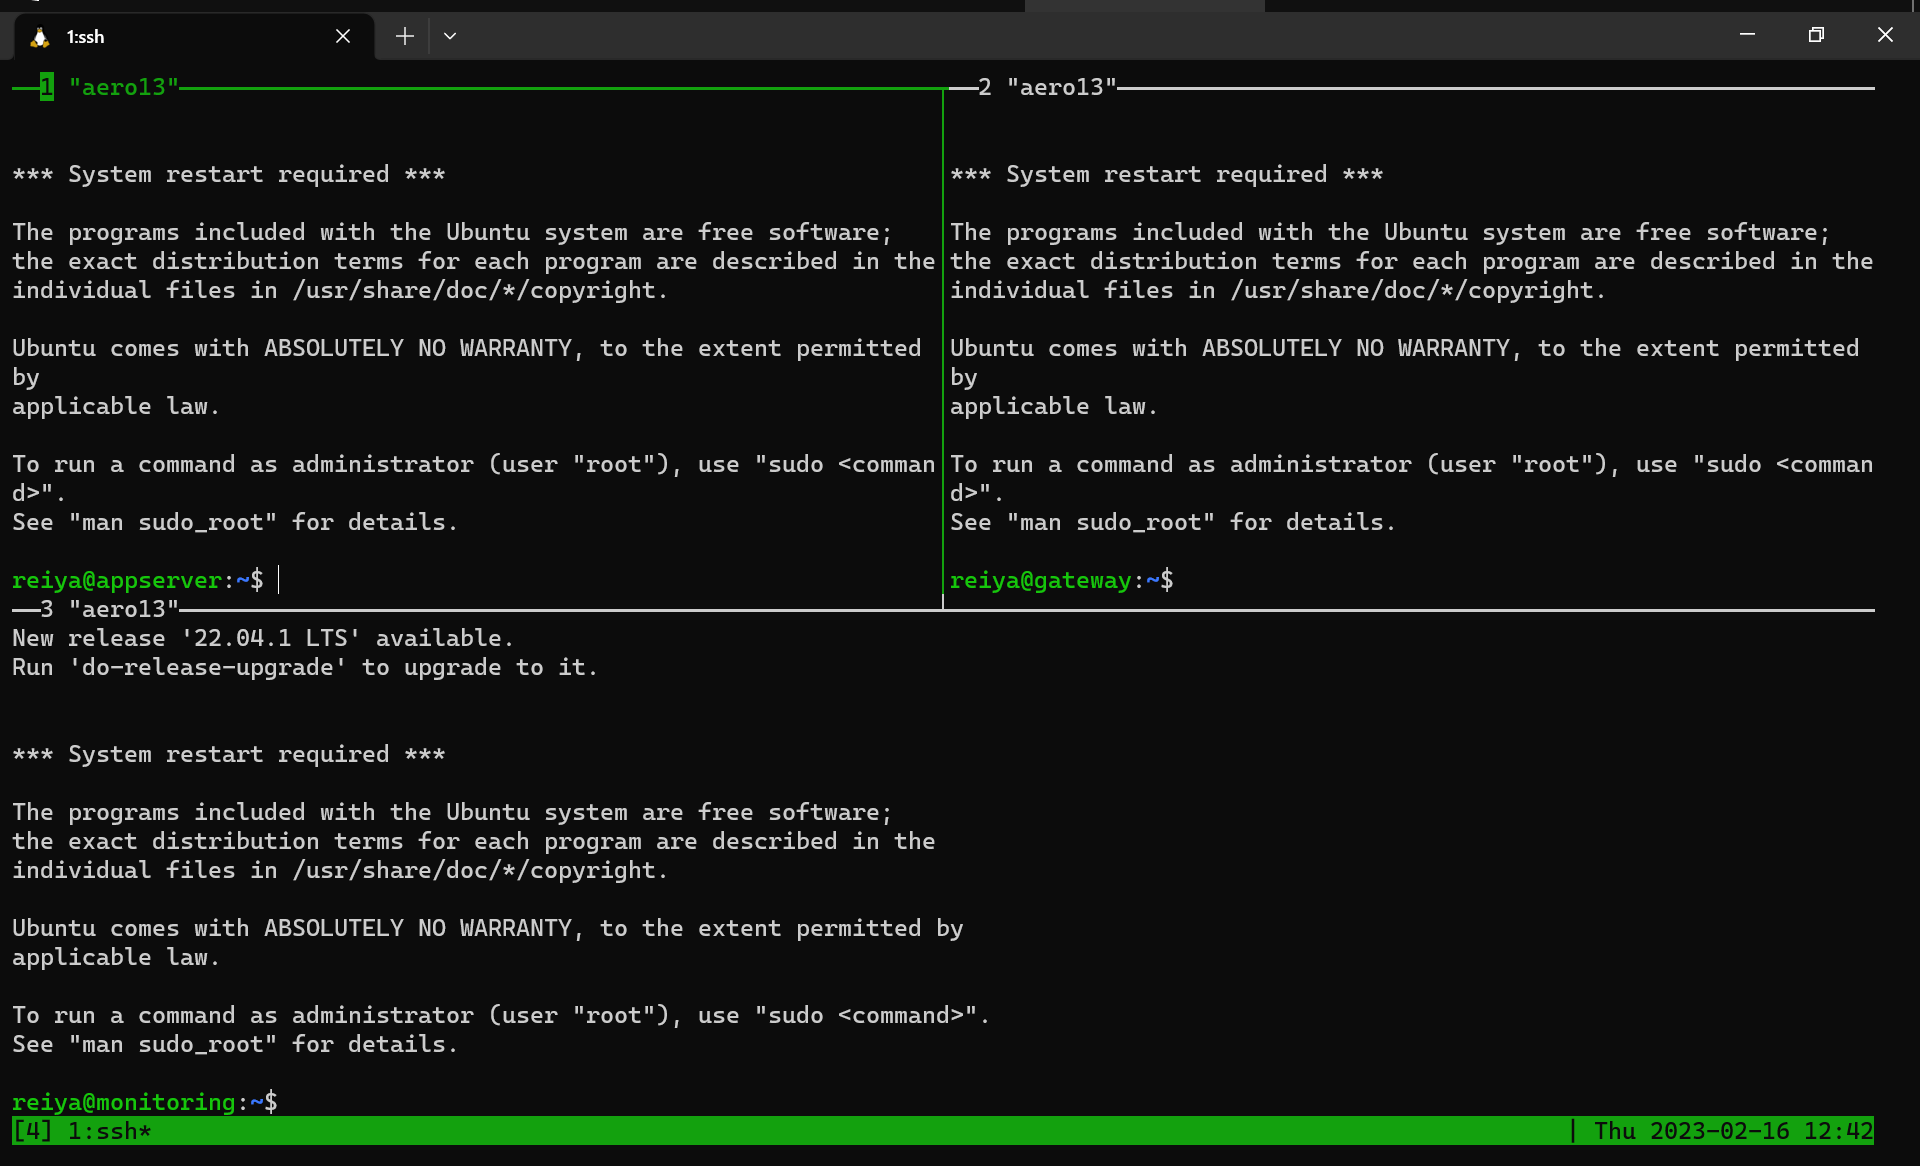 1:ssh
1 "aero13"
*** System restart required ***
The programs included with the Ubuntu system are free software;
the exact distribution terms for each program are described in the
individual files in /usr/share/doc/*/copyright.
Ubuntu comes with ABSOLUTELY NO WARRANTY, to the extent permitted
by
applicable law.
To run a command as administrator (user "root"), use "sudo <comman
d>".
See "man sudo_root" for details.
reiya@appserver:~$
2 "aero13"
*** System restart required ***
The programs included with the Ubuntu system are free software;
the exact distribution terms for each program are described in the
individual files in /usr/share/doc/*/copyright.
Ubuntu comes with ABSOLUTELY NO WARRANTY, to the extent permitted
by
applicable law.
To run a command as administrator (user "root"), use "sudo <comman
d>".
See "man sudo_root" for details.
reiya@gateway:~$
3 "aero13"
New release '22.04.1 LTS' available.
Run 'do-release-upgrade' to upgrade to it.
*** System restart required ***
The programs included with the Ubuntu system are free software;
the exact distribution terms for each program are described in the
individual files in /usr/share/doc/*/copyright.
Ubuntu comes with ABSOLUTELY NO WARRANTY, to the extent permitted by
applicable law.
To run a command as administrator (user "root"), use "sudo <command>".
See "man sudo_root" for details.
reiya@monitoring:~$
[4] 1:ssh* | Thu 2023-02-16 12:42